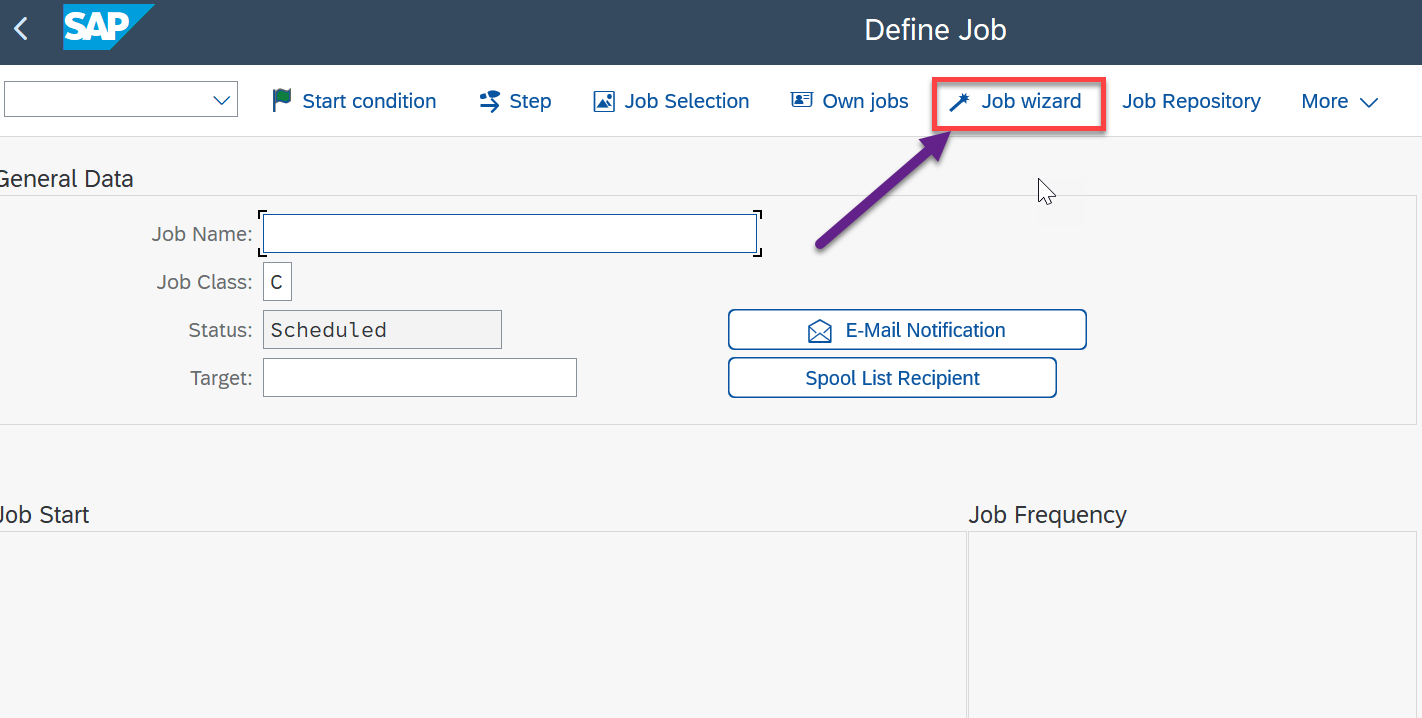 SAP
Define Job
Start condition Step Job Selection Own jobs Job wizard Job Repository More
General Data
Job Name:
Job Class: C
Status: Scheduled E-Mail Notification
Target: Spool List Recipient
Job Start Job Frequency